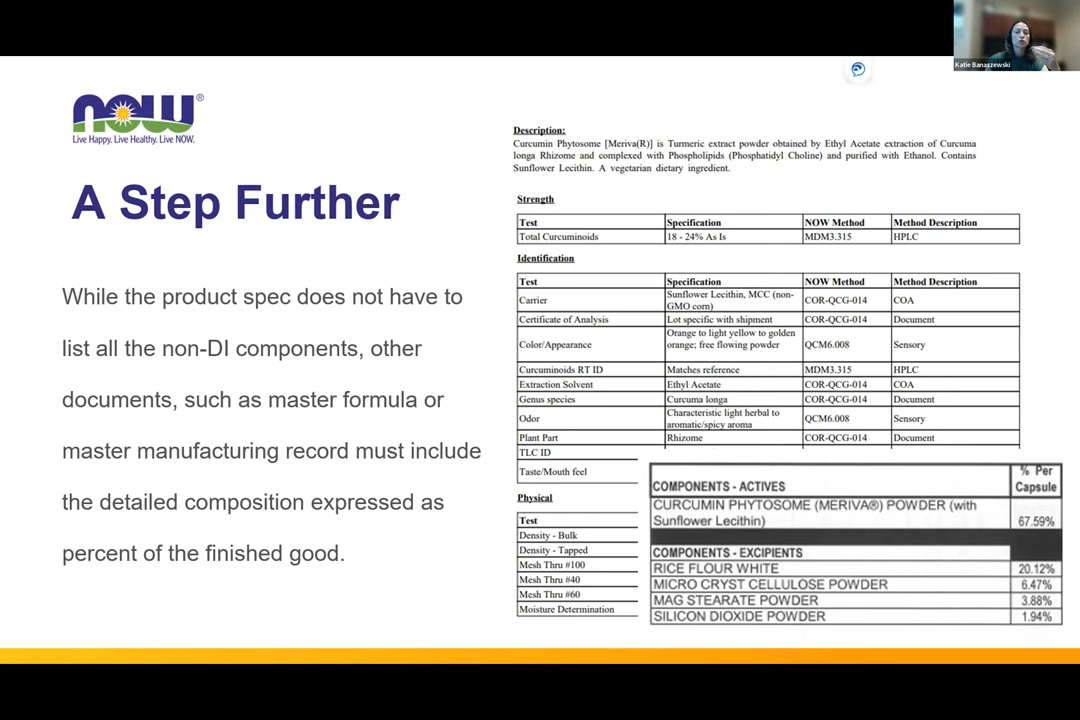 Katie Banaszewski
NOW®
Live Happy. Live Healthy. Live NOW.
A Step Further
While the product spec does not have to
list all the non-DI components, other
documents, such as master formula or
master manufacturing record must include
the detailed composition expressed as
percent of the finished good.
Description:
Curcumin Phytosome [Meriva(R)] is Turmeric extract powder obtained by Ethyl Acetate extraction of Curcuma
longa Rhizome and complexed with Phospholipids (Phosphatidyl Choline) and purified with Ethanol. Contains
Sunflower Lecithin. A vegetarian dietary ingredient.
Strength
Test Specification NOW Method Method Description
Total Curcuminoids 18 - 24% As Is MDM3.315 HPLC
Identification
Test Specification NOW Method Method Description
Carrier Sunflower Lecithin, MCC (non-
GMO corn) COR-QCG-014 COA
Certificate of Analysis Lot specific with shipment COR-QCG-014 Document
Color/Appearance Orange to light yellow to golden
orange; free flowing powder QCM6.008 Sensory
Curcuminoids RT ID Matches reference MDM3.315 HPLC
Extraction Solvent Ethyl Acetate COR-QCG-014 COA
Genus species Curcuma longa COR-QCG-014 Document
Odor Characteristic light herbal to
aromatic/spicy aroma QCM6.008 Sensory
Plant Part Rhizome COR-QCG-014 Document
TLC ID
Taste/Mouth feel
Physical
Test
Density - Bulk
Density - Tapped
Mesh Thru #100
Mesh Thru #40
Mesh Thru #60
Moisture Determination
COMPONENTS - ACTIVES % Per
Capsule
CURCUMIN PHYTOSOME (MERIVA®) POWDER (with
Sunflower Lecithin) 67.59%
COMPONENTS - EXCIPIENTS
RICE FLOUR WHITE 20.12%
MICRO CRYST CELLULOSE POWDER 6.47%
MAG STEARATE POWDER 3.88%
SILICON DIOXIDE POWDER 1.94%